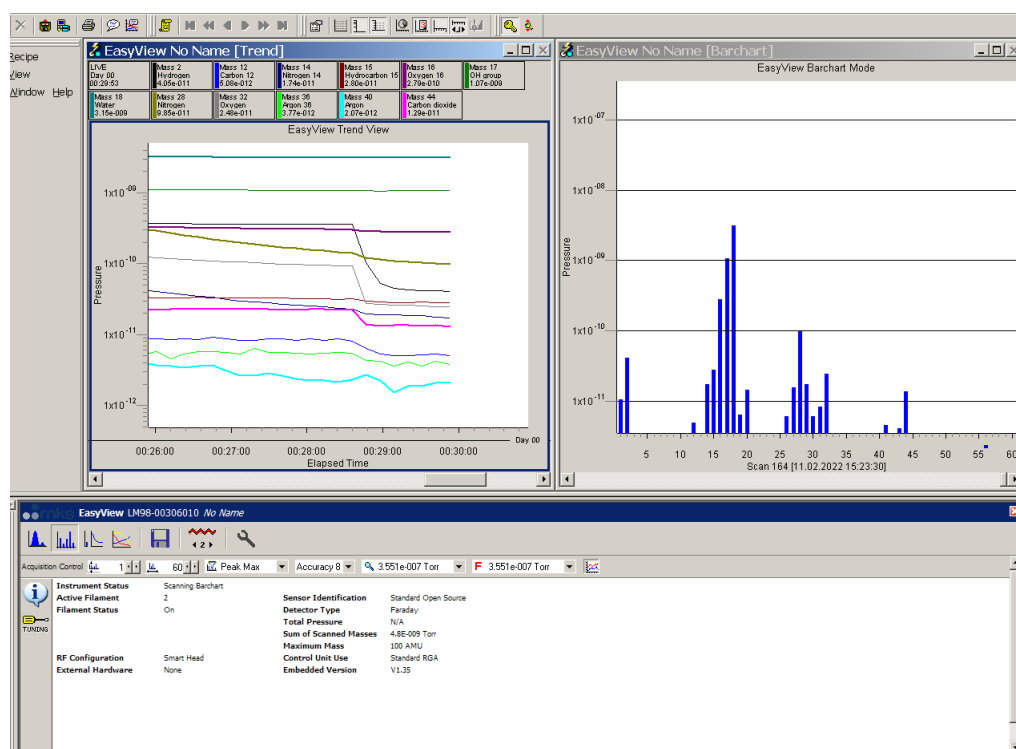 Recipe
View
Window Help
EasyView No Name [Trend]
LIVE
Day 00
00:29:53
Mass 2
Hydrogen
4.05e-011
Mass 12
Carbon 12
5.08e-012
Mass 14
Nitrogen 14
1.74e-011
Mass 15
Hydrocarbon 15
2.80e-011
Mass 16
Oxygen 16
2.79e-010
Mass 17
OH group
1.07e-009
Mass 18
Water
3.15e-009
Mass 28
Nitrogen
9.85e-011
Mass 32
Oxygen
2.48e-011
Mass 36
Argon 36
3.77e-012
Mass 40
Argon
2.07e-012
Mass 44
Carbon dioxide
1.29e-011
EasyView Trend View
Pressure
1x10 -09
1x10 -10
1x10 -11
1x10 -12
Day 00
00:26:00 00:27:00 00:28:00 00:29:00 00:30:00
Elapsed Time
EasyView No Name [Barchart]
EasyView Barchart Mode
Pressure
1x10 -07
1x10 -08
1x10 -09
1x10 -10
1x10 -11
5 10 15 20 25 30 35 40 45 50 55 60
Scan 164 [11.02.2022 15:23:30]
mks EasyView LM98-00306010 No Name
Acquisition Control 1 60 Peak Max Accuracy 8 3.551e-007 Torr F 3.551e-007 Torr
TUNING
Instrument Status Scanning Barchart
Active Filament 2 Sensor Identification Standard Open Source
Filament Status On Detector Type Faraday
Total Pressure N/A
Sum of Scanned Masses 4.8E-009 Torr
Maximum Mass 100 AMU
RF Configuration Smart Head Control Unit Use Standard RGA
External Hardware None Embedded Version V1.35